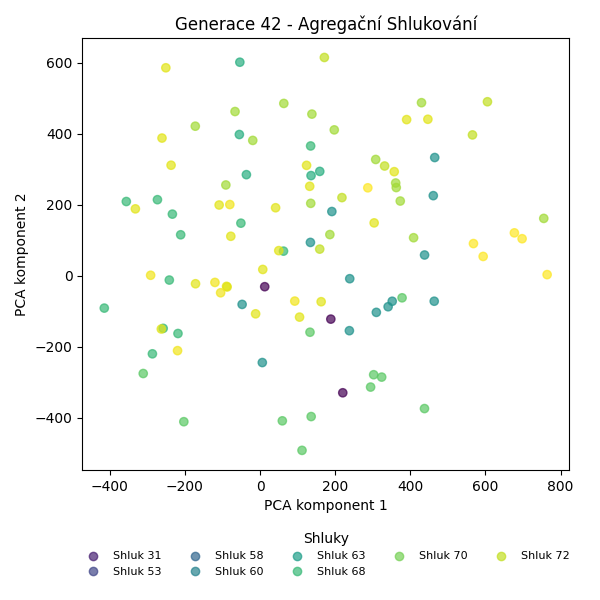 Generace 42 - Agregační Shlukování
PCA komponent 2
600
400
200
0
−200
−400
−400
−200
0
200
400
600
800
PCA komponent 1
Shluky
Shluk 31
Shluk 58
Shluk 63
Shluk 70
Shluk 72
Shluk 53
Shluk 60
Shluk 68